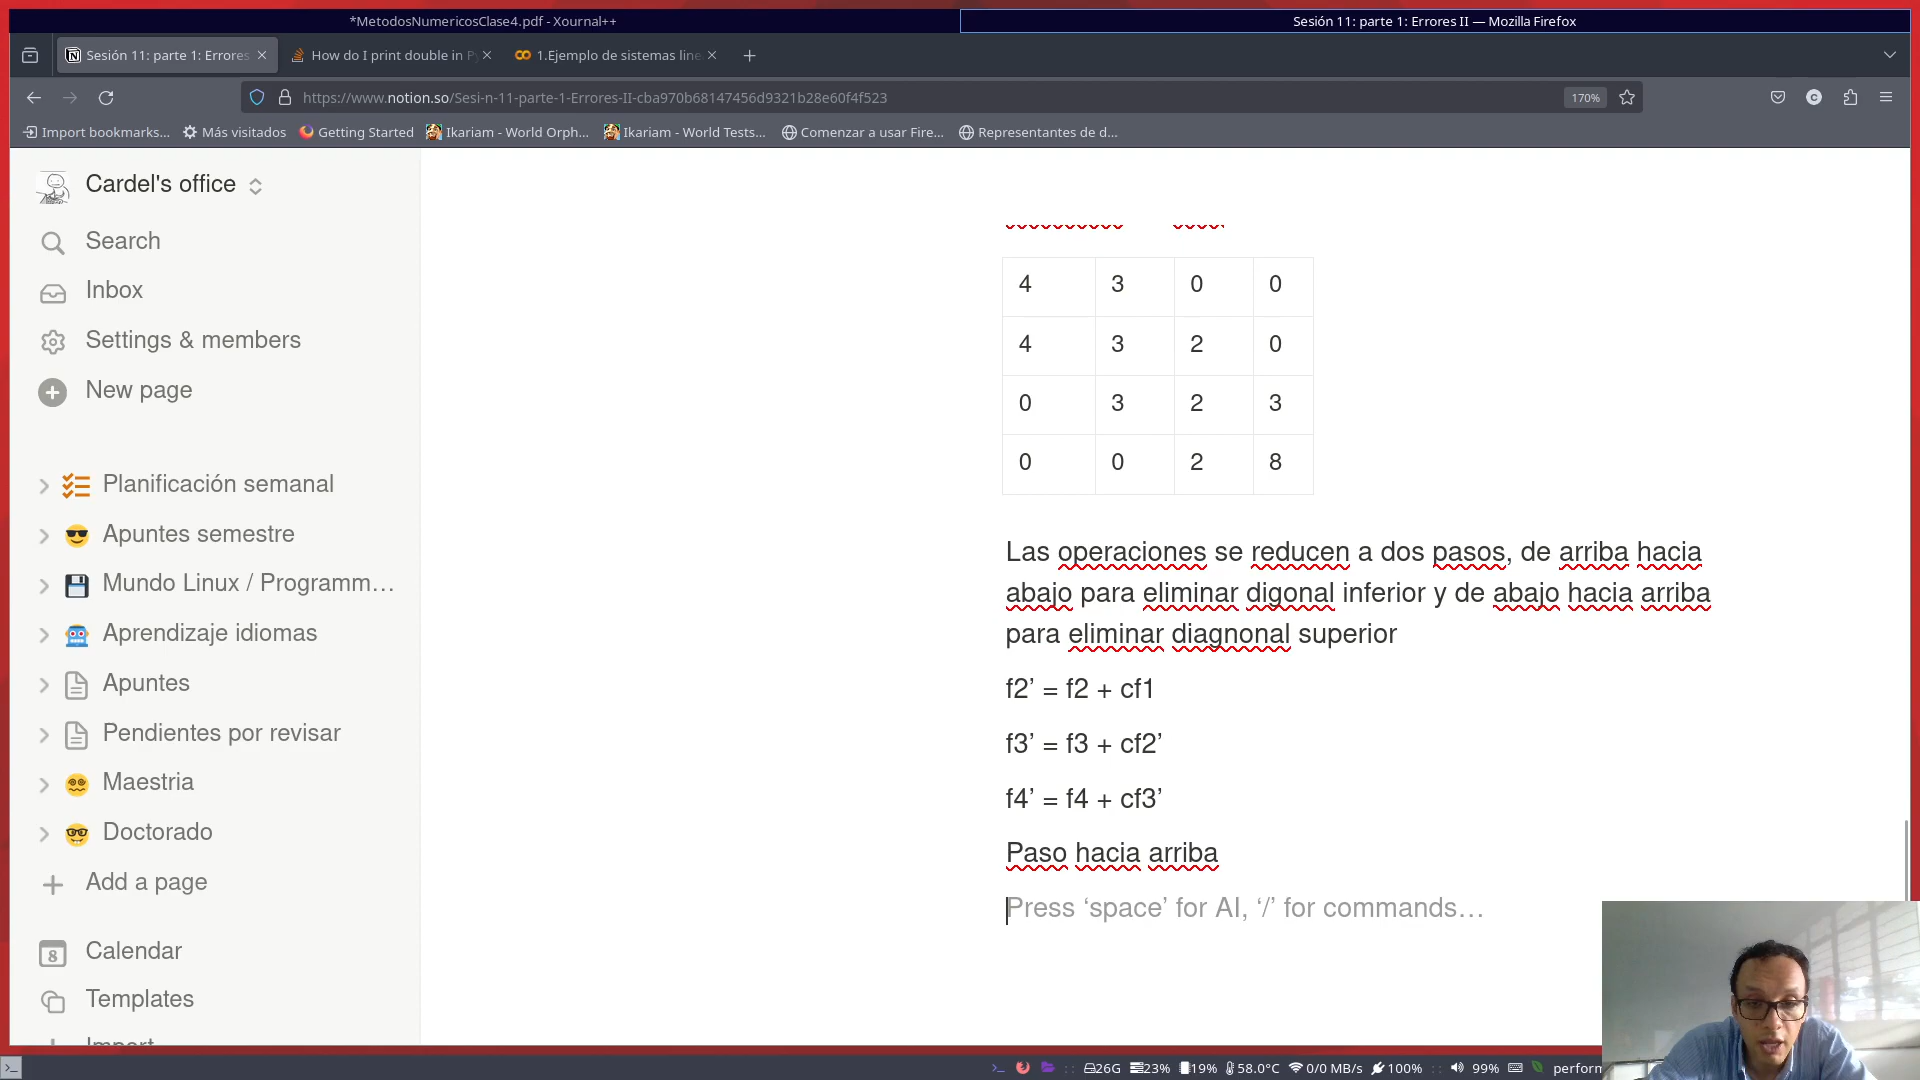 *MetodosNumericosClase4.pdf - Xournal++
Sesión 11: parte 1: Errores II — Mozilla Firefox
Sesión 11: parte 1: Errores
How do I print double in Py
1.Ejemplo de sistemas line
https://www.notion.so/Sesi-n-11-parte-1-Errores-II-cba970b68147456d9321b28e60f4f523
170%
Import bookmarks...
Más visitados
Getting Started
Ikariam - World Orph...
Ikariam - World Tests...
Comenzar a usar Fire...
Representantes de d...
Cardel's office
Search
Inbox
Settings & members
New page
Planificación semanal
Apuntes semestre
Mundo Linux / Programm...
Aprendizaje idiomas
Apuntes
Pendientes por revisar
Maestria
Doctorado
Add a page
Calendar
Templates
Import
4 3 0 0
4 3 2 0
0 3 2 3
0 0 2 8
Las operaciones se reducen a dos pasos, de arriba hacia
abajo para eliminar digonal inferior y de abajo hacia arriba
para eliminar diagnonal superior
f2’ = f2 + cf1
f3’ = f3 + cf2’
f4’ = f4 + cf3’
Paso hacia arriba
Press ‘space’ for AI, ‘/’ for commands…
26G 23% 19% 58.0°C 0/0 MB/s 100% 99% perform